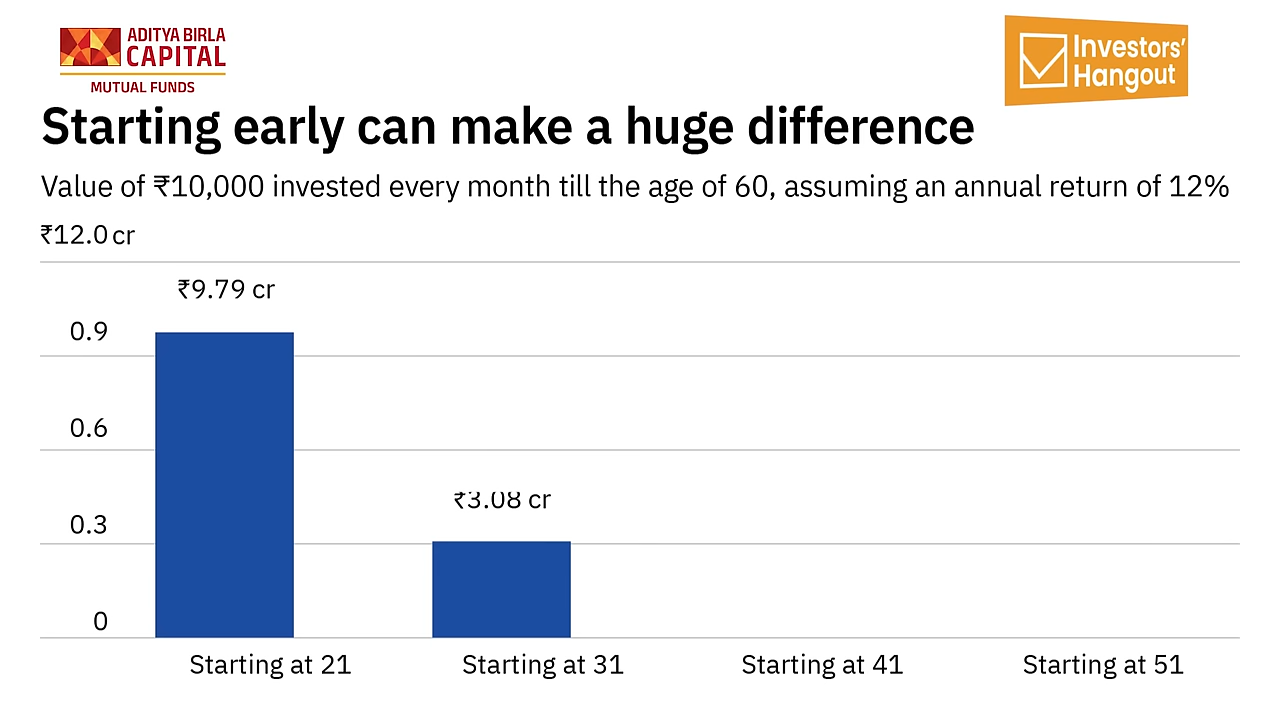 ADITYA BIRLA
CAPITAL
MUTUAL FUNDS
Investors'
Hangout
Starting early can make a huge difference
Value of ₹10,000 invested every month till the age of 60, assuming an annual return of 12%
₹12.0 cr
₹9.79 cr
0.9
0.6
₹3.08 cr
0.3
0
Starting at 21 Starting at 31 Starting at 41 Starting at 51